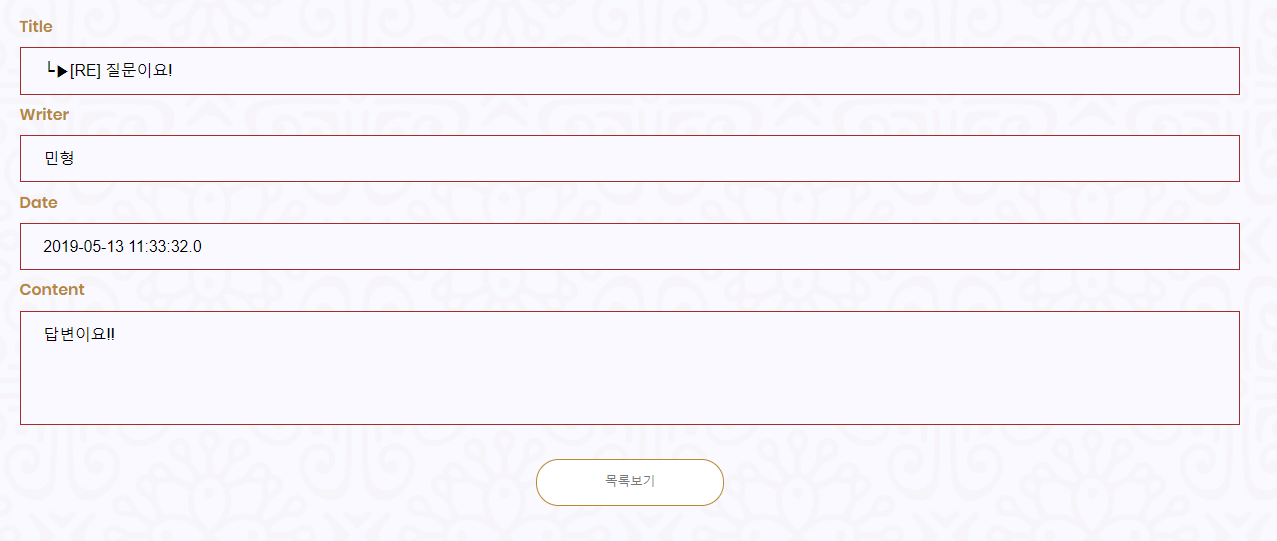 Title
┗▶[RE] 질문이요!
Writer
민형
Date
2019-05-13 11:33:32.0
Content
답변이요!!
목록보기